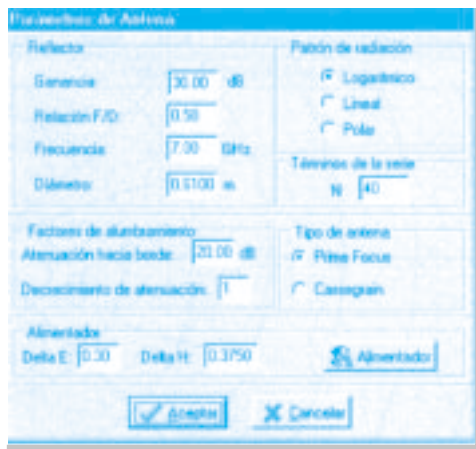 Parámetros de Antena
Reflector
Ganancia: 30.00 dB
Relación F/D: 0.50
Frecuencia: 7.00 GHz
Diámetro: 0.6100 m
Patrón de radiación
Logarítmico
Lineal
Polar
Términos de la serie
N 40
Factores de alumbramiento
Atenuación hacia borde: 20.00 dB
Decrecimiento de atenuación: 1
Tipo de antena
Prime Focus
Cassegrain
Alimentador
Delta E: 0.30 Delta H: 0.3750 Alimentador
Aceptar Cancelar